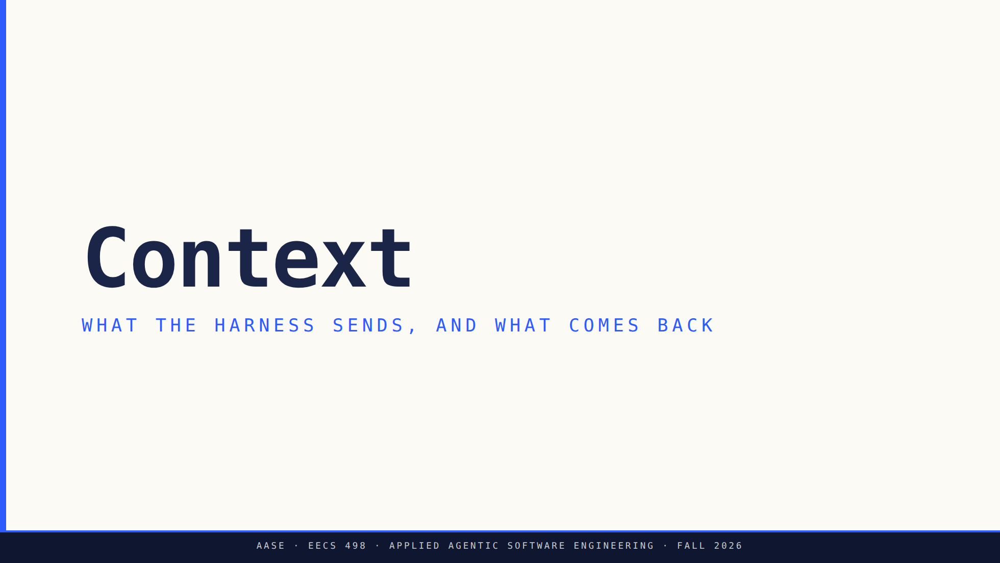 Context
WHAT THE HARNESS SENDS, AND WHAT COMES BACK
AASE · EECS 498 · APPLIED AGENTIC SOFTWARE ENGINEERING · FALL 2026